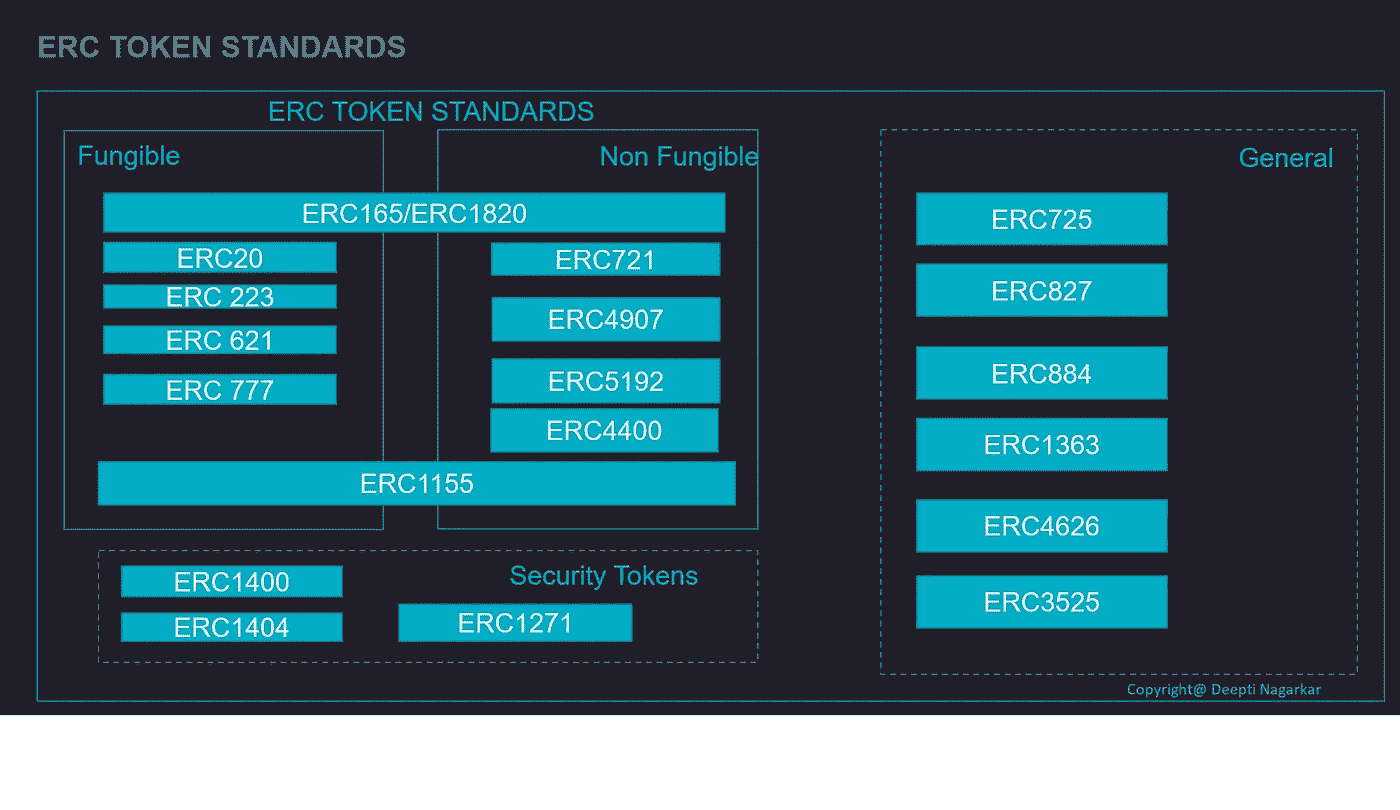 ERC TOKEN STANDARDS
ERC TOKEN STANDARDS
Fungible
Non Fungible
ERC165/ERC1820
ERC20
ERC 223
ERC 621
ERC 777
ERC721
ERC4907
ERC5192
ERC4400
ERC1155
Security Tokens
ERC1400
ERC1404
ERC1271
General
ERC725
ERC827
ERC884
ERC1363
ERC4626
ERC3525
Copyright@ Deepti Nagarkar